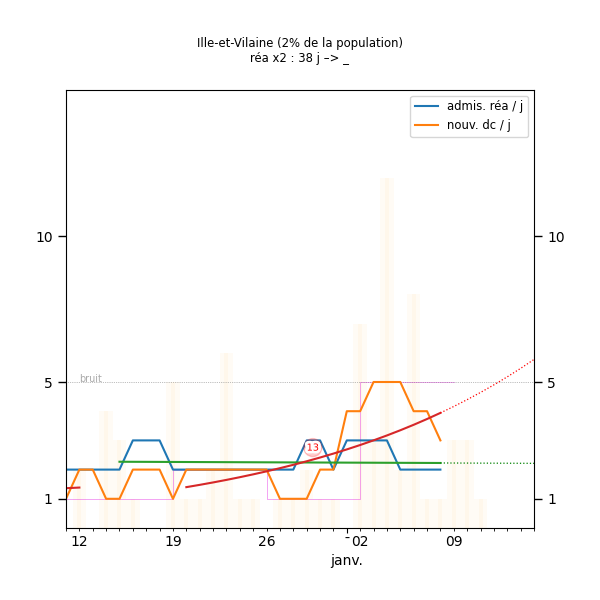 Ille-et-Vilaine (2% de la population)
réa x2 : 38 j –> _
admis. réa / j
nouv. dc / j
10
10
bruit
5
5
13
1
1
12
19
26
02
09
janv.